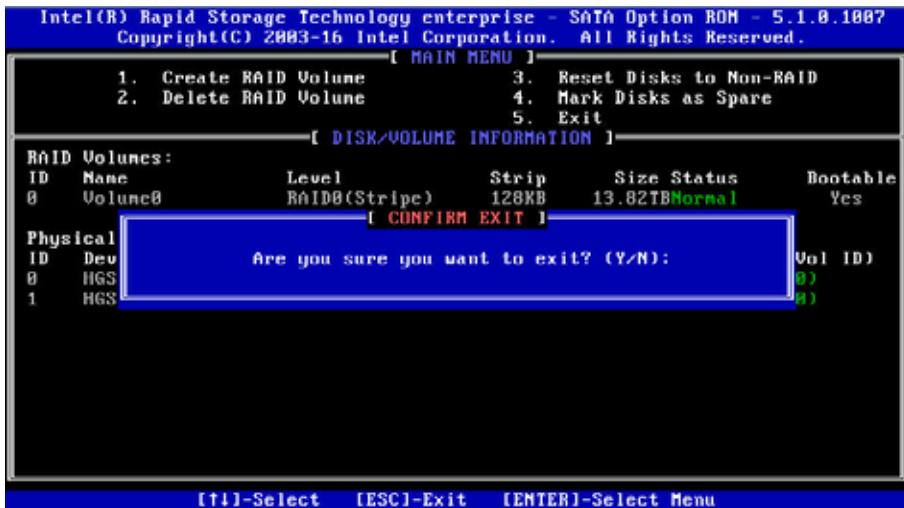 Intel(R) Rapid Storage Technology enterprise - SATA Option ROM - 5.1.0.1007
Copyright(C) 2003-16 Intel Corporation. All Rights Reserved.
[ MAIN MENU ]
1. Create RAID Volume 3. Reset Disks to Non-RAID
2. Delete RAID Volume 4. Mark Disks as Spare
5. Exit
[ DISK/VOLUME INFORMATION ]
RAID Volumes:
ID Name Level Strip Size Status Bootable
0 Volume0 RAID0(Stripe) 128KB 13.82TB Normal Yes
[ CONFIRM EXIT ]
Physical
ID Dev Are you sure you want to exit? (Y/N): Vol ID)
0 HGS 0)
1 HGS 0)
[↑↓]-Select [ESC]-Exit [ENTER]-Select Menu